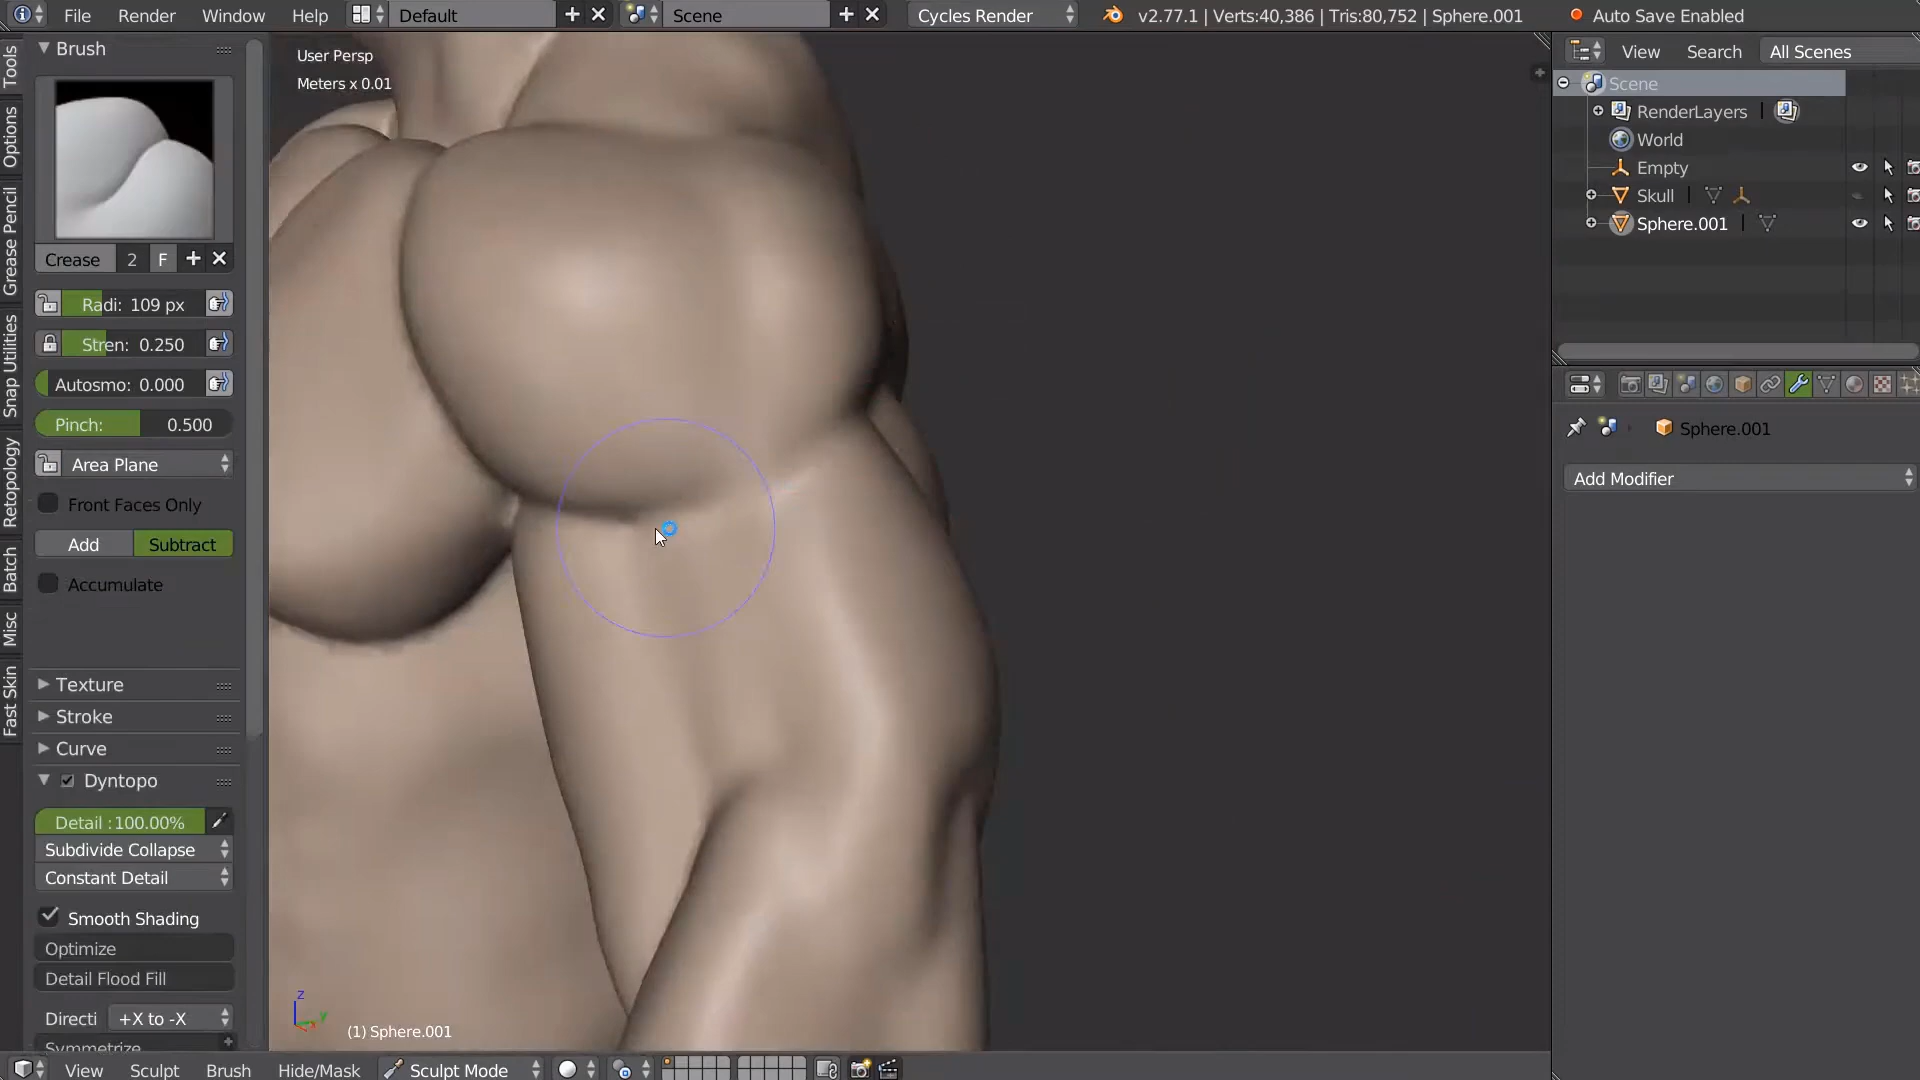 File Render Window Help Default Scene Cycles Render v2.77.1 | Verts:40,386 | Tris:80,752 | Sphere.001 Auto Save Enabled
Brush
User Persp
Meters x 0.01
View Search All Scenes
Scene
RenderLayers
World
Empty
Skull
Sphere.001
Tools
Options
Grease Pencil
Snap Utilities
Retopology
Batch
Misc
Fast Skin
Crease 2 F
Radi: 109 px
Stren: 0.250
Autosmo: 0.000
Pinch: 0.500
Area Plane
Front Faces Only
Add Subtract
Accumulate
Texture
Stroke
Curve
Dyntopo
Detail :100.00%
Subdivide Collapse
Constant Detail
Smooth Shading
Optimize
Detail Flood Fill
Directi +X to -X
Symmetrize
Sphere.001
Add Modifier
z
y
(1) Sphere.001
View Sculpt Brush Hide/Mask Sculpt Mode